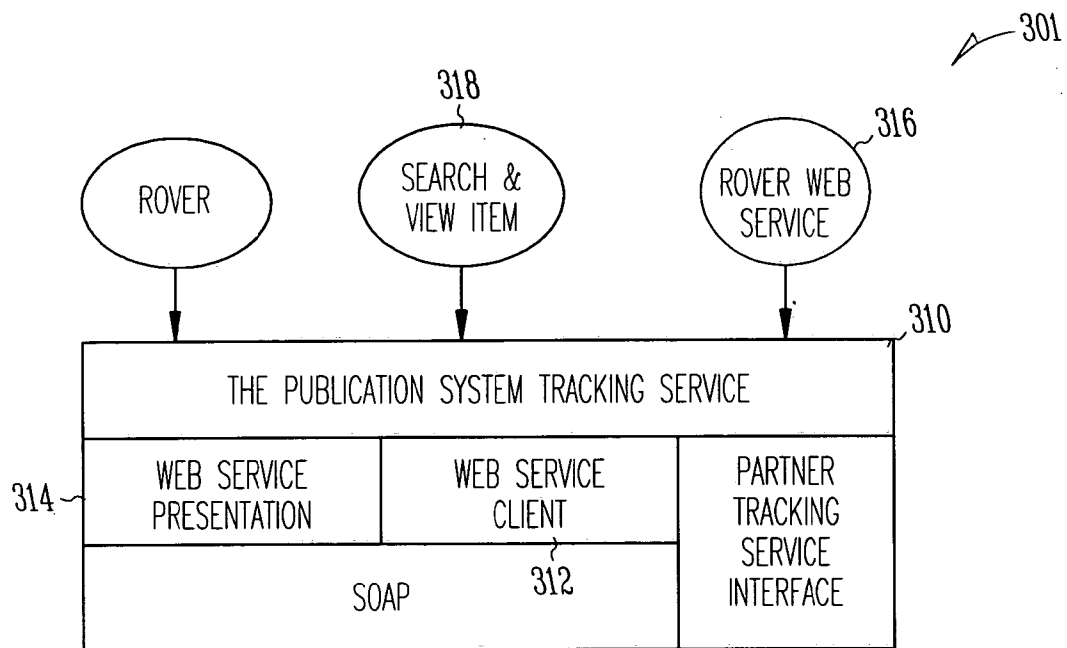 301
318
316
ROVER
SEARCH &
VIEW ITEM
ROVER WEB
SERVICE
310
THE PUBLICATION SYSTEM TRACKING SERVICE
314
WEB SERVICE
PRESENTATION
WEB SERVICE
CLIENT
312
PARTNER
TRACKING
SERVICE
INTERFACE
SOAP